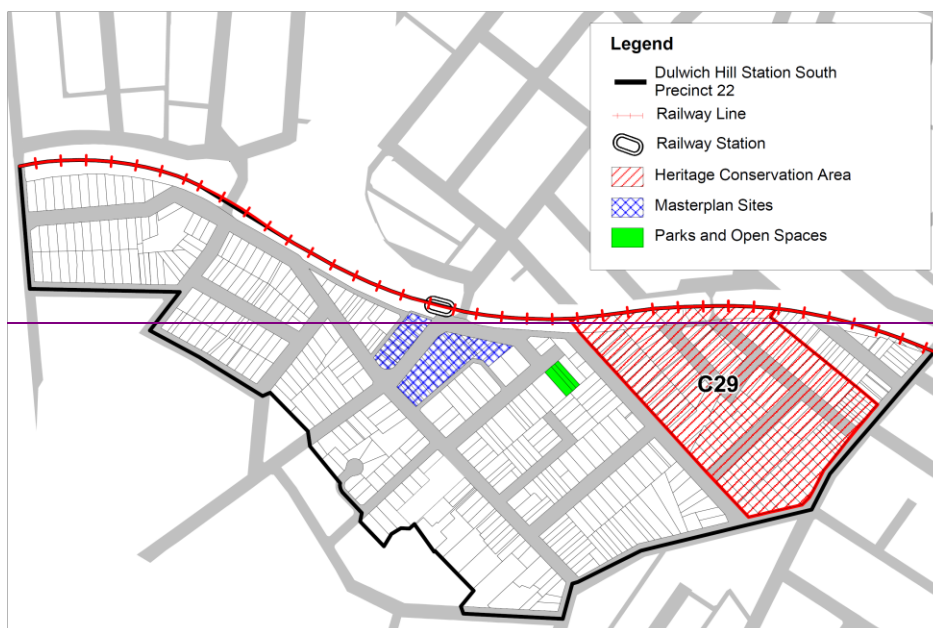 Legend
Dulwich Hill Station South
Precinct 22
Railway Line
Railway Station
Heritage Conservation Area
Masterplan Sites
Parks and Open Spaces
C29